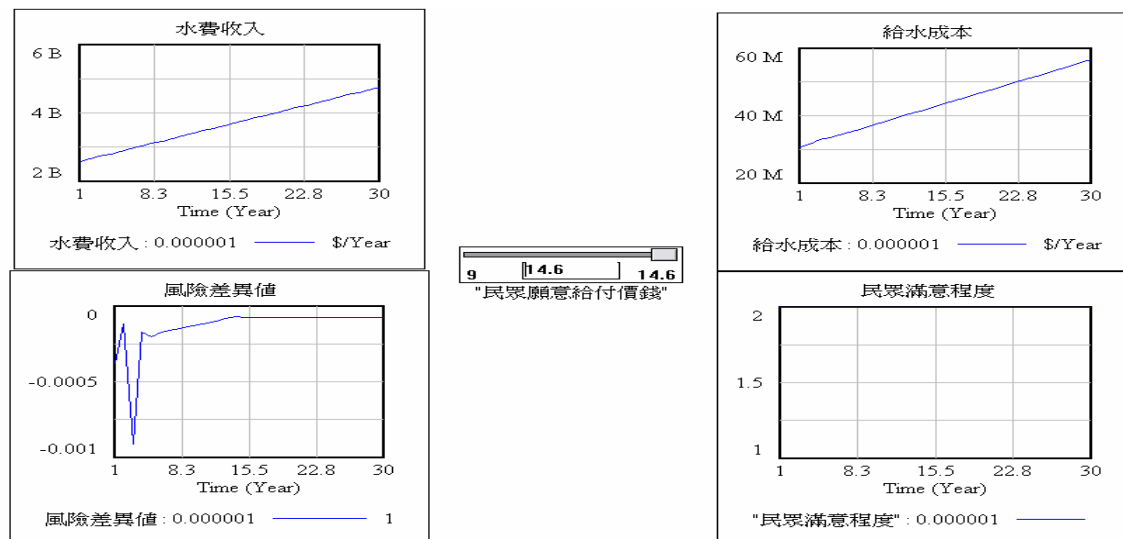 水費收入
6 B
4 B
2 B
1 8.3 15.5 22.8 30
Time (Year)
水費收入 : 0.000001 $/Year
給水成本
60 M
40 M
20 M
1 8.3 15.5 22.8 30
Time (Year)
給水成本 : 0.000001 $/Year
9 14.6 14.6
"民眾願意給付價錢"
風險差異値
0
-0.0005
-0.001
1 8.3 15.5 22.8 30
Time (Year)
風險差異値 : 0.000001 1
民眾滿意程度
2
1.5
1
1 8.3 15.5 22.8 30
Time (Year)
"民眾滿意程度" : 0.000001